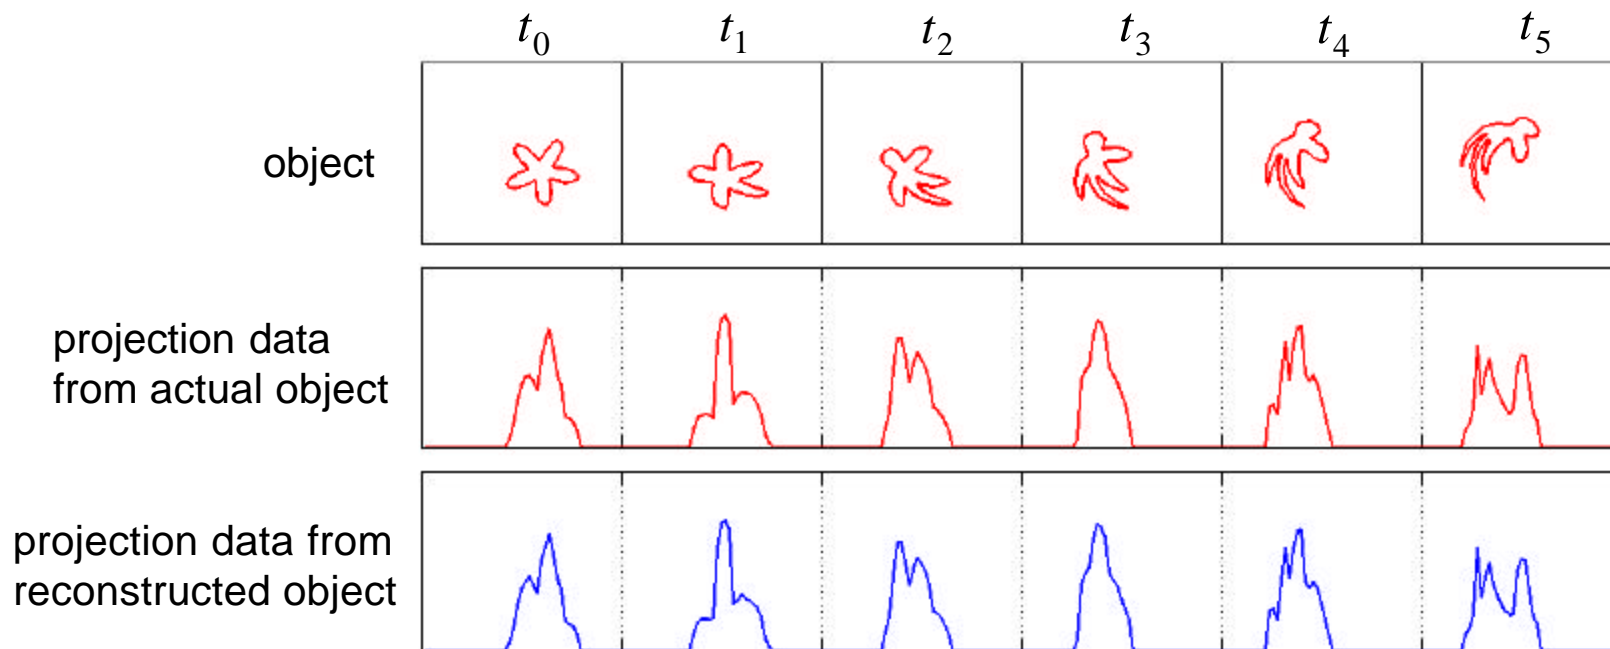 t0 t1 t2 t3 t4 t5
object
projection data
from actual object
projection data from
reconstructed object